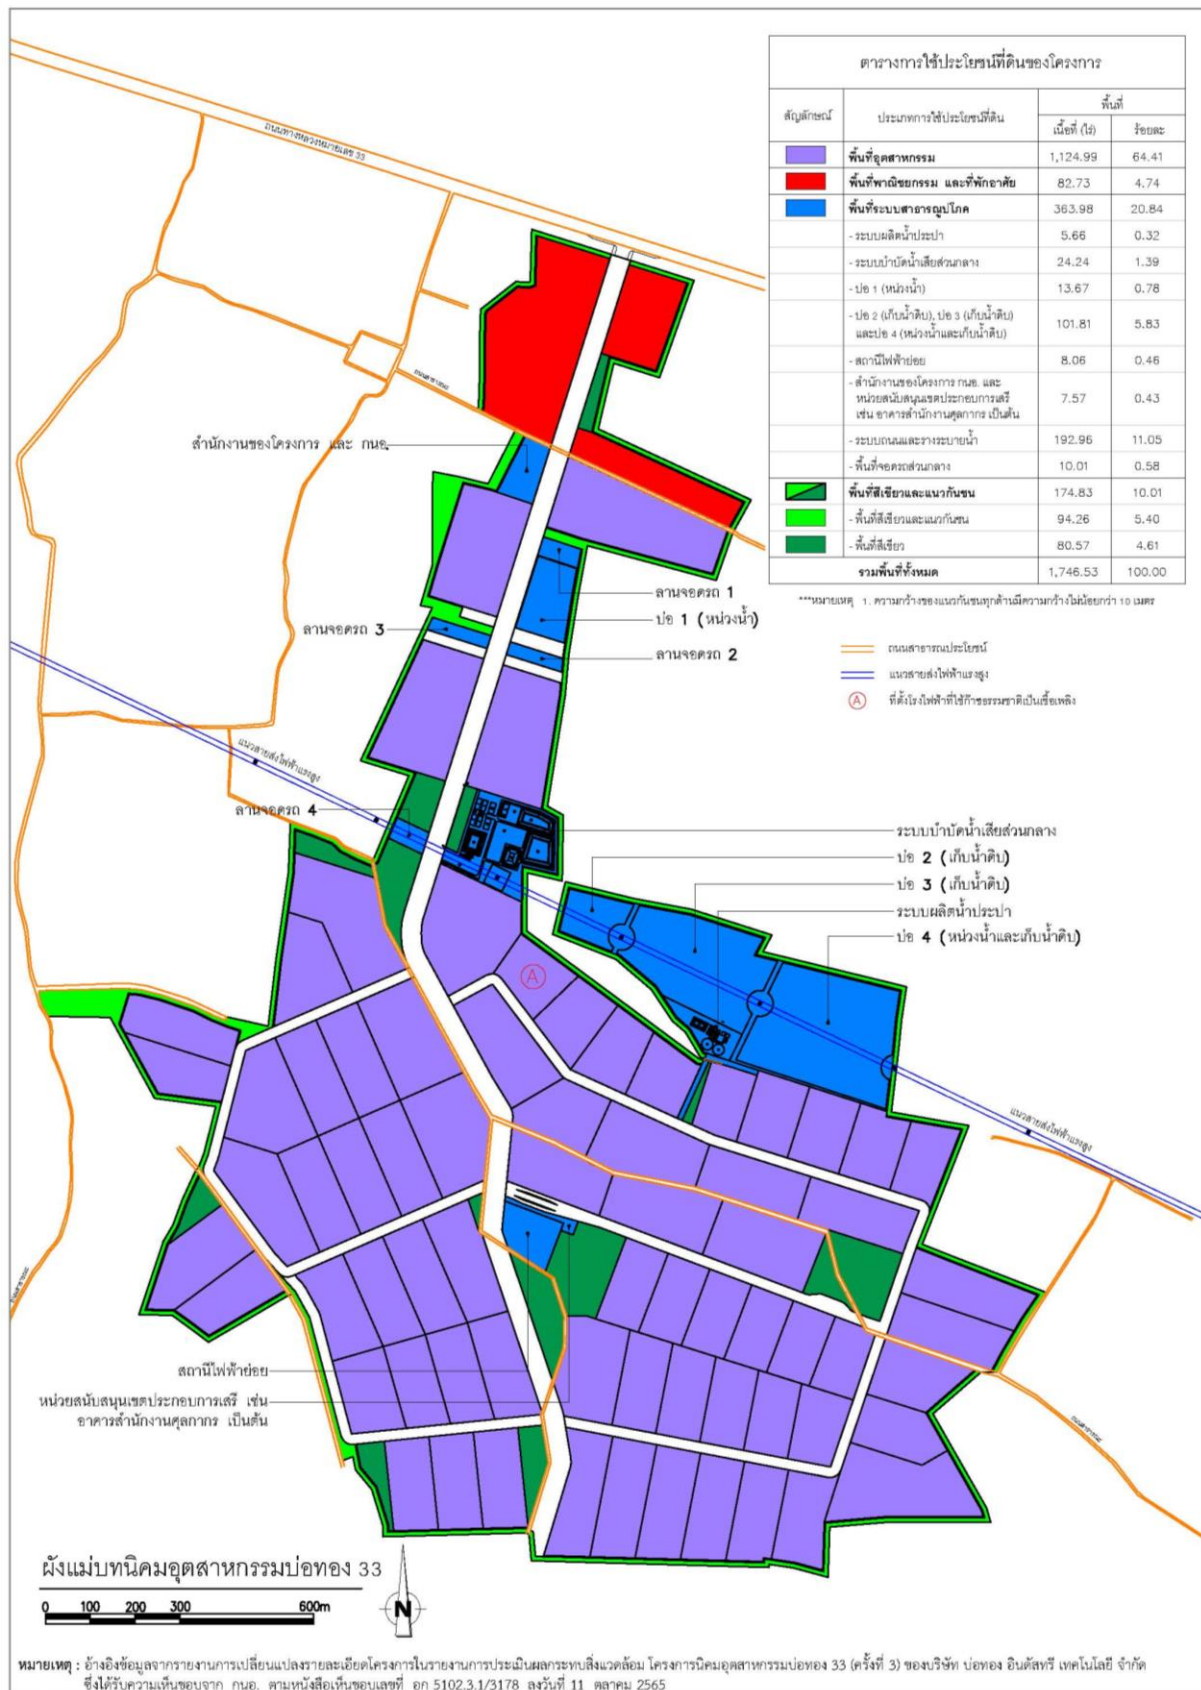 ตารางการใช้ประโยชน์ที่ดินของโครงการ
สัญลักษณ์ ประเภทการใช้ประโยชน์ที่ดิน พื้นที่
เนื้อที่ (ไร่) ร้อยละ
พื้นที่อุตสาหกรรม 1,124.99 64.41
พื้นที่พาณิชยกรรม และที่พักอาศัย 82.73 4.74
พื้นที่ระบบสาธารณูปโภค 363.98 20.84
- ระบบผลิตน้ำประปา 5.66 0.32
- ระบบบำบัดน้ำเสียส่วนกลาง 24.24 1.39
- บ่อ 1 (หน่วงน้ำ) 13.67 0.78
- บ่อ 2 (เก็บน้ำดิบ), บ่อ 3 (เก็บน้ำดิบ)
และบ่อ 4 (หน่วงน้ำและเก็บน้ำดิบ) 101.81 5.83
- สถานีไฟฟ้าย่อย 8.06 0.46
- สำนักงานของโครงการ กนอ. และ
หน่วยสนับสนุนเขตประกอบการเสรี 7.57 0.43
เช่น อาคารสำนักงานศุลกากร เป็นต้น
- ระบบถนนและรางระบายน้ำ 192.96 11.05
- พื้นที่จอดรถส่วนกลาง 10.01 0.58
พื้นที่สีเขียวและแนวกันชน 174.83 10.01
- พื้นที่สีเขียวและแนวกันชน 94.26 5.40
- พื้นที่สีเขียว 80.57 4.61
รวมพื้นที่ทั้งหมด 1,746.53 100.00
***หมายเหตุ 1. ความกว้างของแนวกันชนทุกด้านมีความกว้างไม่น้อยกว่า 10 เมตร
ถนนสาธารณประโยชน์
แนวสายส่งไฟฟ้าแรงสูง
A ที่ตั้งโรงไฟฟ้าที่ใช้ก๊าซธรรมชาติเป็นเชื้อเพลิง
ถนนทางหลวงหมายเลข 33
สำนักงานของโครงการ และ กนอ.
ลานจอดรถ 1
บ่อ 1 (หน่วงน้ำ)
ลานจอดรถ 3
ลานจอดรถ 2
แนวสายส่งไฟฟ้าแรงสูง
ลานจอดรถ 4
ระบบบำบัดน้ำเสียส่วนกลาง
บ่อ 2 (เก็บน้ำดิบ)
บ่อ 3 (เก็บน้ำดิบ)
ระบบผลิตน้ำประปา
บ่อ 4 (หน่วงน้ำและเก็บน้ำดิบ)
A
แนวสายส่งไฟฟ้าแรงสูง
สถานีไฟฟ้าย่อย
หน่วยสนับสนุนเขตประกอบการเสรี เช่น
อาคารสำนักงานศุลกากร เป็นต้น
ผังแม่บทนิคมอุตสาหกรรมบ่อทอง 33
0 100 200 300 600m
N
หมายเหตุ : อ้างอิงข้อมูลจากรายงานการเปลี่ยนแปลงรายละเอียดโครงการในรายงานการประเมินผลกระทบสิ่งแวดล้อม โครงการนิคมอุตสาหกรรมบ่อทอง 33 (ครั้งที่ 3) ของบริษัท บ่อทอง อินดัสทรี เทคโนโลยี จำกัด
ซึ่งได้รับความเห็นชอบจาก กนอ. ตามหนังสือเห็นชอบเลขที่ อก 5102.3.1/3178 ลงวันที่ 11 ตุลาคม 2565